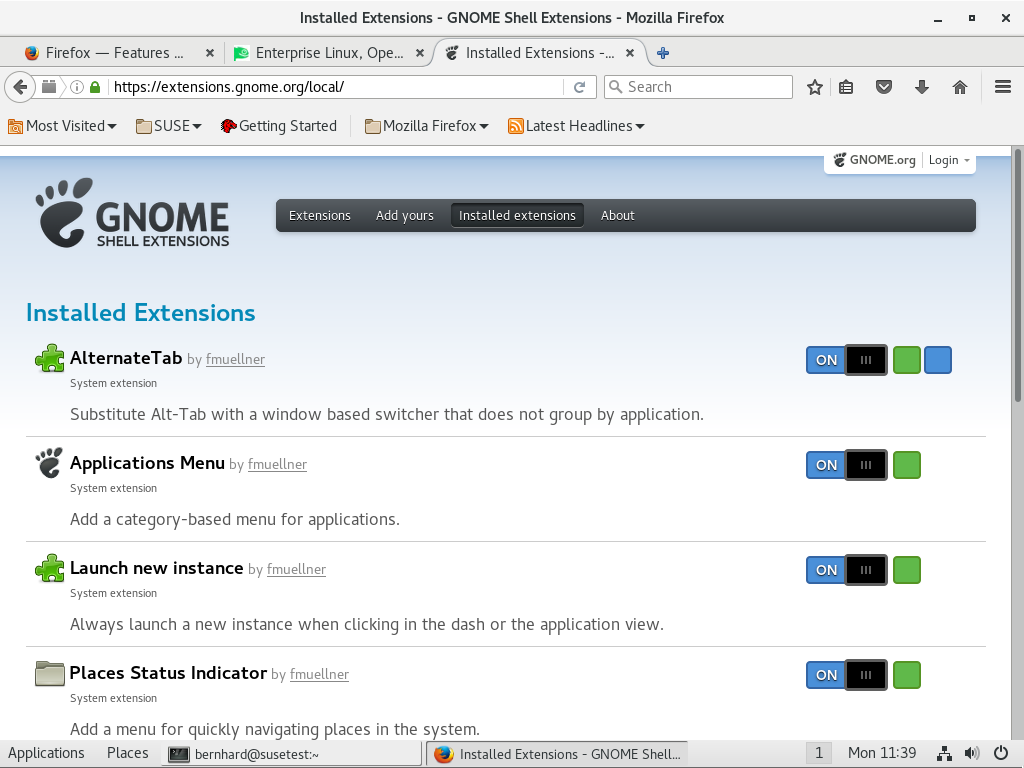 Installed Extensions - GNOME Shell Extensions - Mozilla Firefox
Firefox — Features ...
Enterprise Linux, Ope...
Installed Extensions -...
https://extensions.gnome.org/local/
Search
Most Visited
SUSE
Getting Started
Mozilla Firefox
Latest Headlines
GNOME.org
Login
GNOME
SHELL EXTENSIONS
Extensions
Add yours
Installed extensions
About
Installed Extensions
AlternateTab by fmuellner
ON
System extension
Substitute Alt-Tab with a window based switcher that does not group by application.
Applications Menu by fmuellner
ON
System extension
Add a category-based menu for applications.
Launch new instance by fmuellner
ON
System extension
Always launch a new instance when clicking in the dash or the application view.
Places Status Indicator by fmuellner
ON
System extension
Add a menu for quickly navigating places in the system.
Applications
Places
bernhard@susetest:~
Installed Extensions - GNOME Shell...
1
Mon 11:39